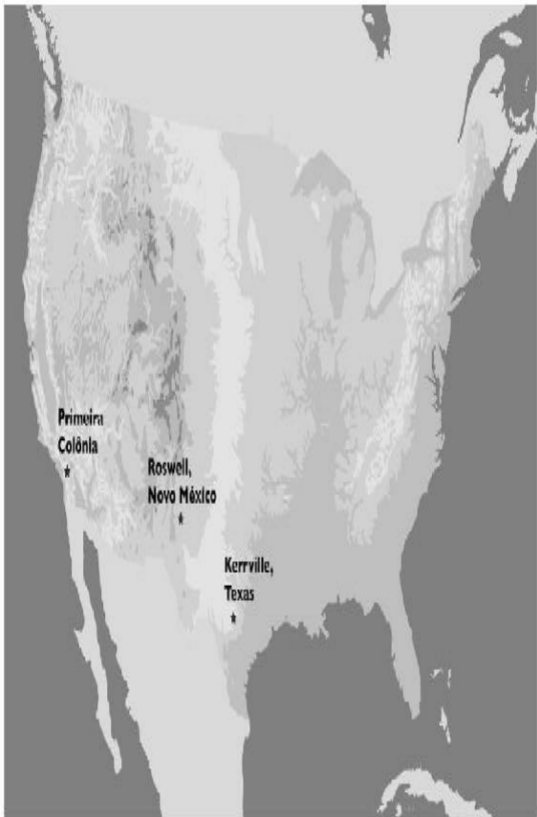 Primeira
Colônia
Roswell,
Novo México
Kerrville,
Texas